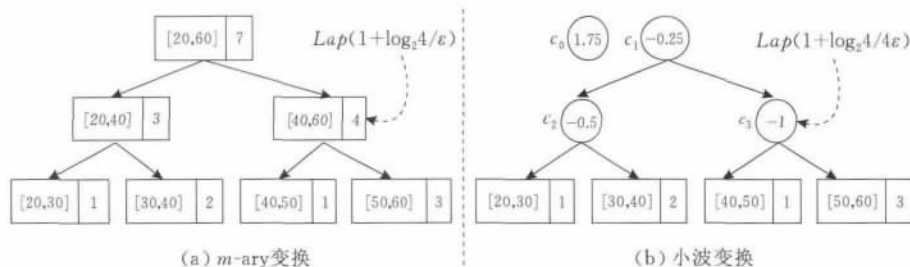 [20,60] 7
Lap(1+log₂4/ε)
[20,40] 3
[40,60] 4
[20,30] 1
[30,40] 2
[40,50] 1
[50,60] 3
(a) m-ary变换
c₀ 1.75
c₁ -0.25
Lap(1+log₂4/4ε)
c₂ -0.5
c₃ -1
[20,30] 1
[30,40] 2
[40,50] 1
[50,60] 3
(b) 小波变换